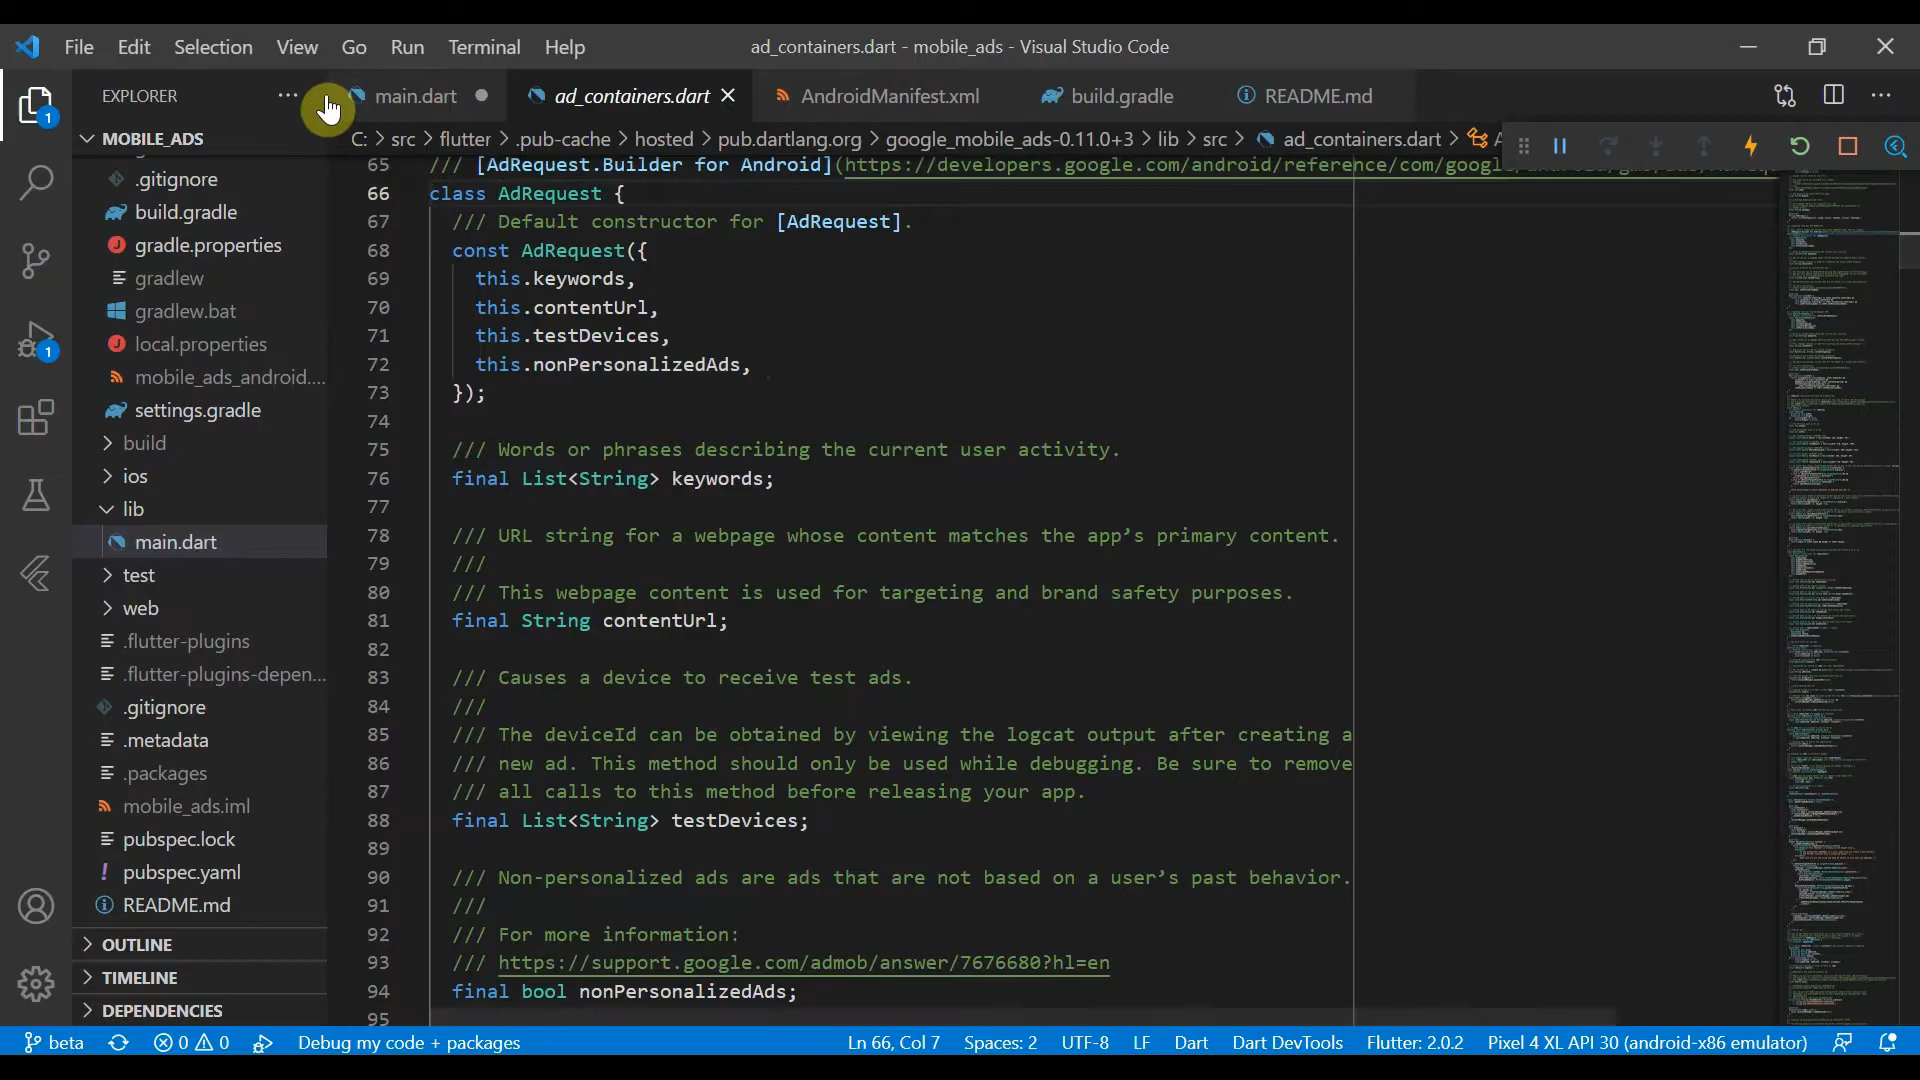 File Edit Selection View Go Run Terminal Help
ad_containers.dart - mobile_ads - Visual Studio Code
EXPLORER
main.dart
ad_containers.dart
AndroidManifest.xml
build.gradle
README.md
MOBILE_ADS
C: > src > flutter > .pub-cache > hosted > pub.dartlang.org > google_mobile_ads-0.11.0+3 > lib > src > ad_containers.dart >
.gitignore
build.gradle
gradle.properties
gradlew
gradlew.bat
local.properties
mobile_ads_android....
settings.gradle
build
ios
lib
main.dart
test
web
.flutter-plugins
.flutter-plugins-depen...
.gitignore
.metadata
.packages
mobile_ads.iml
pubspec.lock
pubspec.yaml
README.md
OUTLINE
TIMELINE
DEPENDENCIES
1
1
65 /// [AdRequest.Builder for Android](https://developers.google.com/android/reference/com/googl
66 class AdRequest {
67 /// Default constructor for [AdRequest].
68 const AdRequest({
69 this.keywords,
70 this.contentUrl,
71 this.testDevices,
72 this.nonPersonalizedAds,
73 });
74
75 /// Words or phrases describing the current user activity.
76 final List<String> keywords;
77
78 /// URL string for a webpage whose content matches the app’s primary content.
79 ///
80 /// This webpage content is used for targeting and brand safety purposes.
81 final String contentUrl;
82
83 /// Causes a device to receive test ads.
84 ///
85 /// The deviceId can be obtained by viewing the logcat output after creating a
86 /// new ad. This method should only be used while debugging. Be sure to remove
87 /// all calls to this method before releasing your app.
88 final List<String> testDevices;
89
90 /// Non-personalized ads are ads that are not based on a user’s past behavior.
91 ///
92 /// For more information:
93 /// https://support.google.com/admob/answer/7676680?hl=en
94 final bool nonPersonalizedAds;
95
beta 0 0 Debug my code + packages Ln 66, Col 7 Spaces: 2 UTF-8 LF Dart Dart DevTools Flutter: 2.0.2 Pixel 4 XL API 30 (android-x86 emulator)